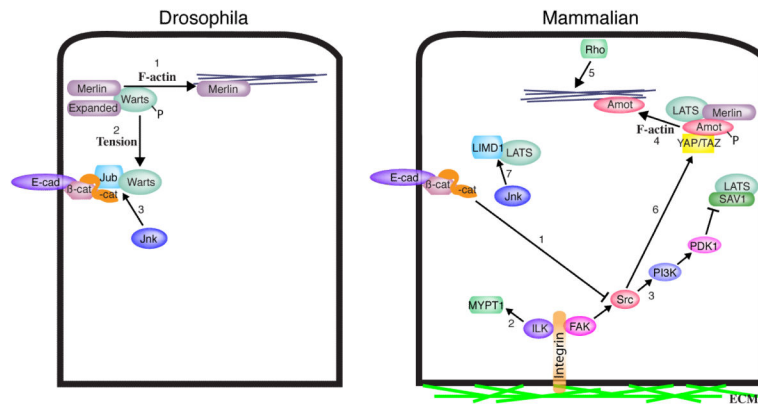 Drosophila
1
F-actin
Merlin
Warts
Expanded
P
Merlin
2
Tension
E-cad
β-cat
Jub
-cat
Warts
3
Jnk
Mammalian
Rho
5
Amot
F-actin
4
LATS
Merlin
Amot
P
YAP/TAZ
LIMD1
LATS
7
Jnk
E-cad
β-cat
-cat
1
6
LATS
SAV1
PDK1
PI3K
3
Src
MYPT1
2
ILK
FAK
Integrin
ECM